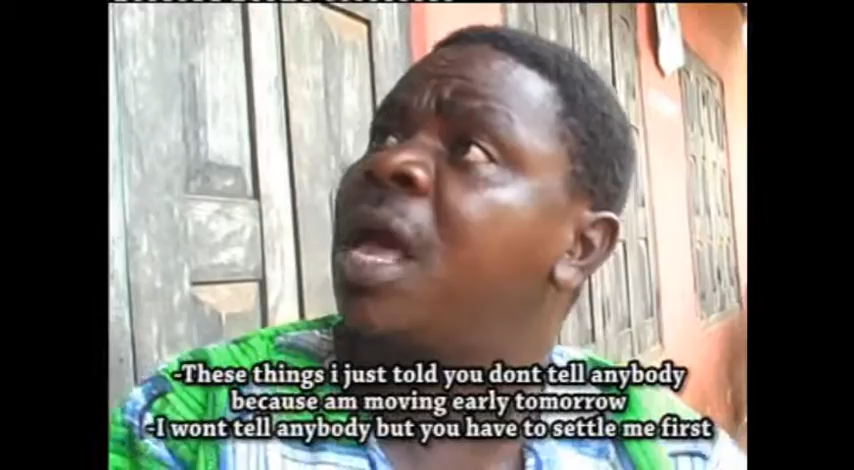 -These things i just told you dont tell anybody
because am moving early tomorrow
-I wont tell anybody but you have to settle me first